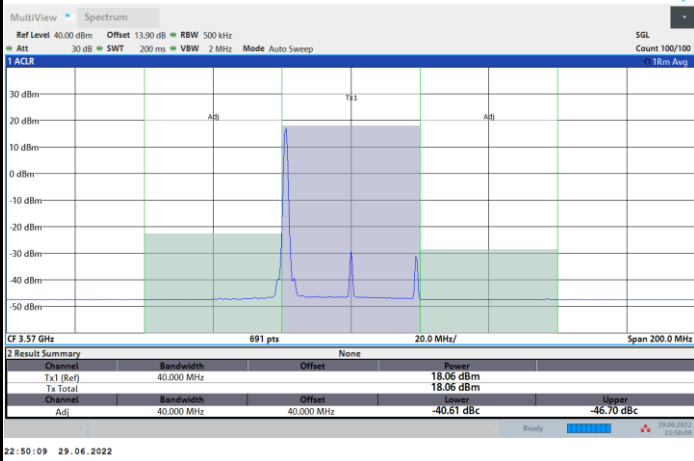 MultiView Spectrum
Ref Level 40.00 dBm Offset 13.90 dB RBW 500 kHz SGL
Att 30 dB SWT 200 ms VBW 2 MHz Mode Auto Sweep Count 100/100
1 ACLR 1Rm Avg
30 dBm
Tx1
20 dBm
Adj Adj
10 dBm
0 dBm
-10 dBm
-20 dBm
-30 dBm
-40 dBm
-50 dBm
CF 3.57 GHz 691 pts 20.0 MHz/ Span 200.0 MHz
2 Result Summary None
Channel Bandwidth Offset Power
Tx1 (Ref) 40.000 MHz 18.06 dBm
Tx Total 18.06 dBm
Channel Bandwidth Offset Lower Upper
Adj 40.000 MHz 40.000 MHz -40.61 dBc -46.70 dBc
Ready 29.06.2022
22:50:09
22:50:09 29.06.2022